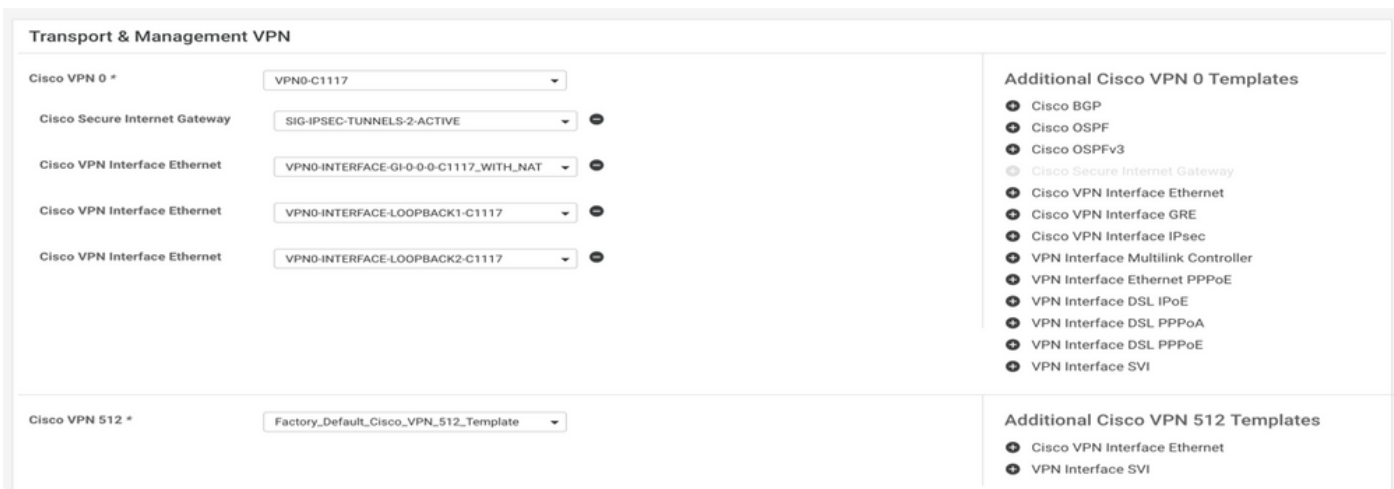 Transport & Management VPN
Cisco VPN 0 *
VPN0-C1117
Cisco Secure Internet Gateway
SIG-IPSEC-TUNNELS-2-ACTIVE
Cisco VPN Interface Ethernet
VPN0-INTERFACE-GI-0-0-0-C1117_WITH_NAT
Cisco VPN Interface Ethernet
VPN0-INTERFACE-LOOPBACK1-C1117
Cisco VPN Interface Ethernet
VPN0-INTERFACE-LOOPBACK2-C1117
Additional Cisco VPN 0 Templates
Cisco BGP
Cisco OSPF
Cisco OSPFv3
Cisco Secure Internet Gateway
Cisco VPN Interface Ethernet
Cisco VPN Interface GRE
Cisco VPN Interface IPsec
VPN Interface Multilink Controller
VPN Interface Ethernet PPPoE
VPN Interface DSL IPoE
VPN Interface DSL PPPoA
VPN Interface DSL PPPoE
VPN Interface SVI
Cisco VPN 512 *
Factory_Default_Cisco_VPN_512_Template
Additional Cisco VPN 512 Templates
Cisco VPN Interface Ethernet
VPN Interface SVI